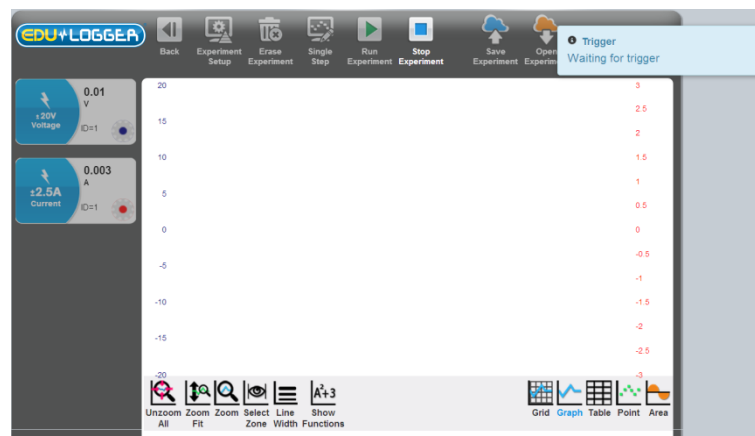 EDU LOGGER
Back
Experiment Setup
Erase Experiment
Single Step
Run Experiment
Stop Experiment
Save Experiment
Open
Trigger
Waiting for trigger
0.01
V
±20V
Voltage
ID=1
0.003
A
±2.5A
Current
ID=1
20
15
10
5
0
-5
-10
-15
-20
3
2.5
2
1.5
1
0.5
0
-0.5
-1
-1.5
-2
-2.5
-3
Unzoom All
Zoom Fit
Zoom
Select Zone
Line Width
A²+3
Show Functions
Grid
Graph
Table
Point
Area